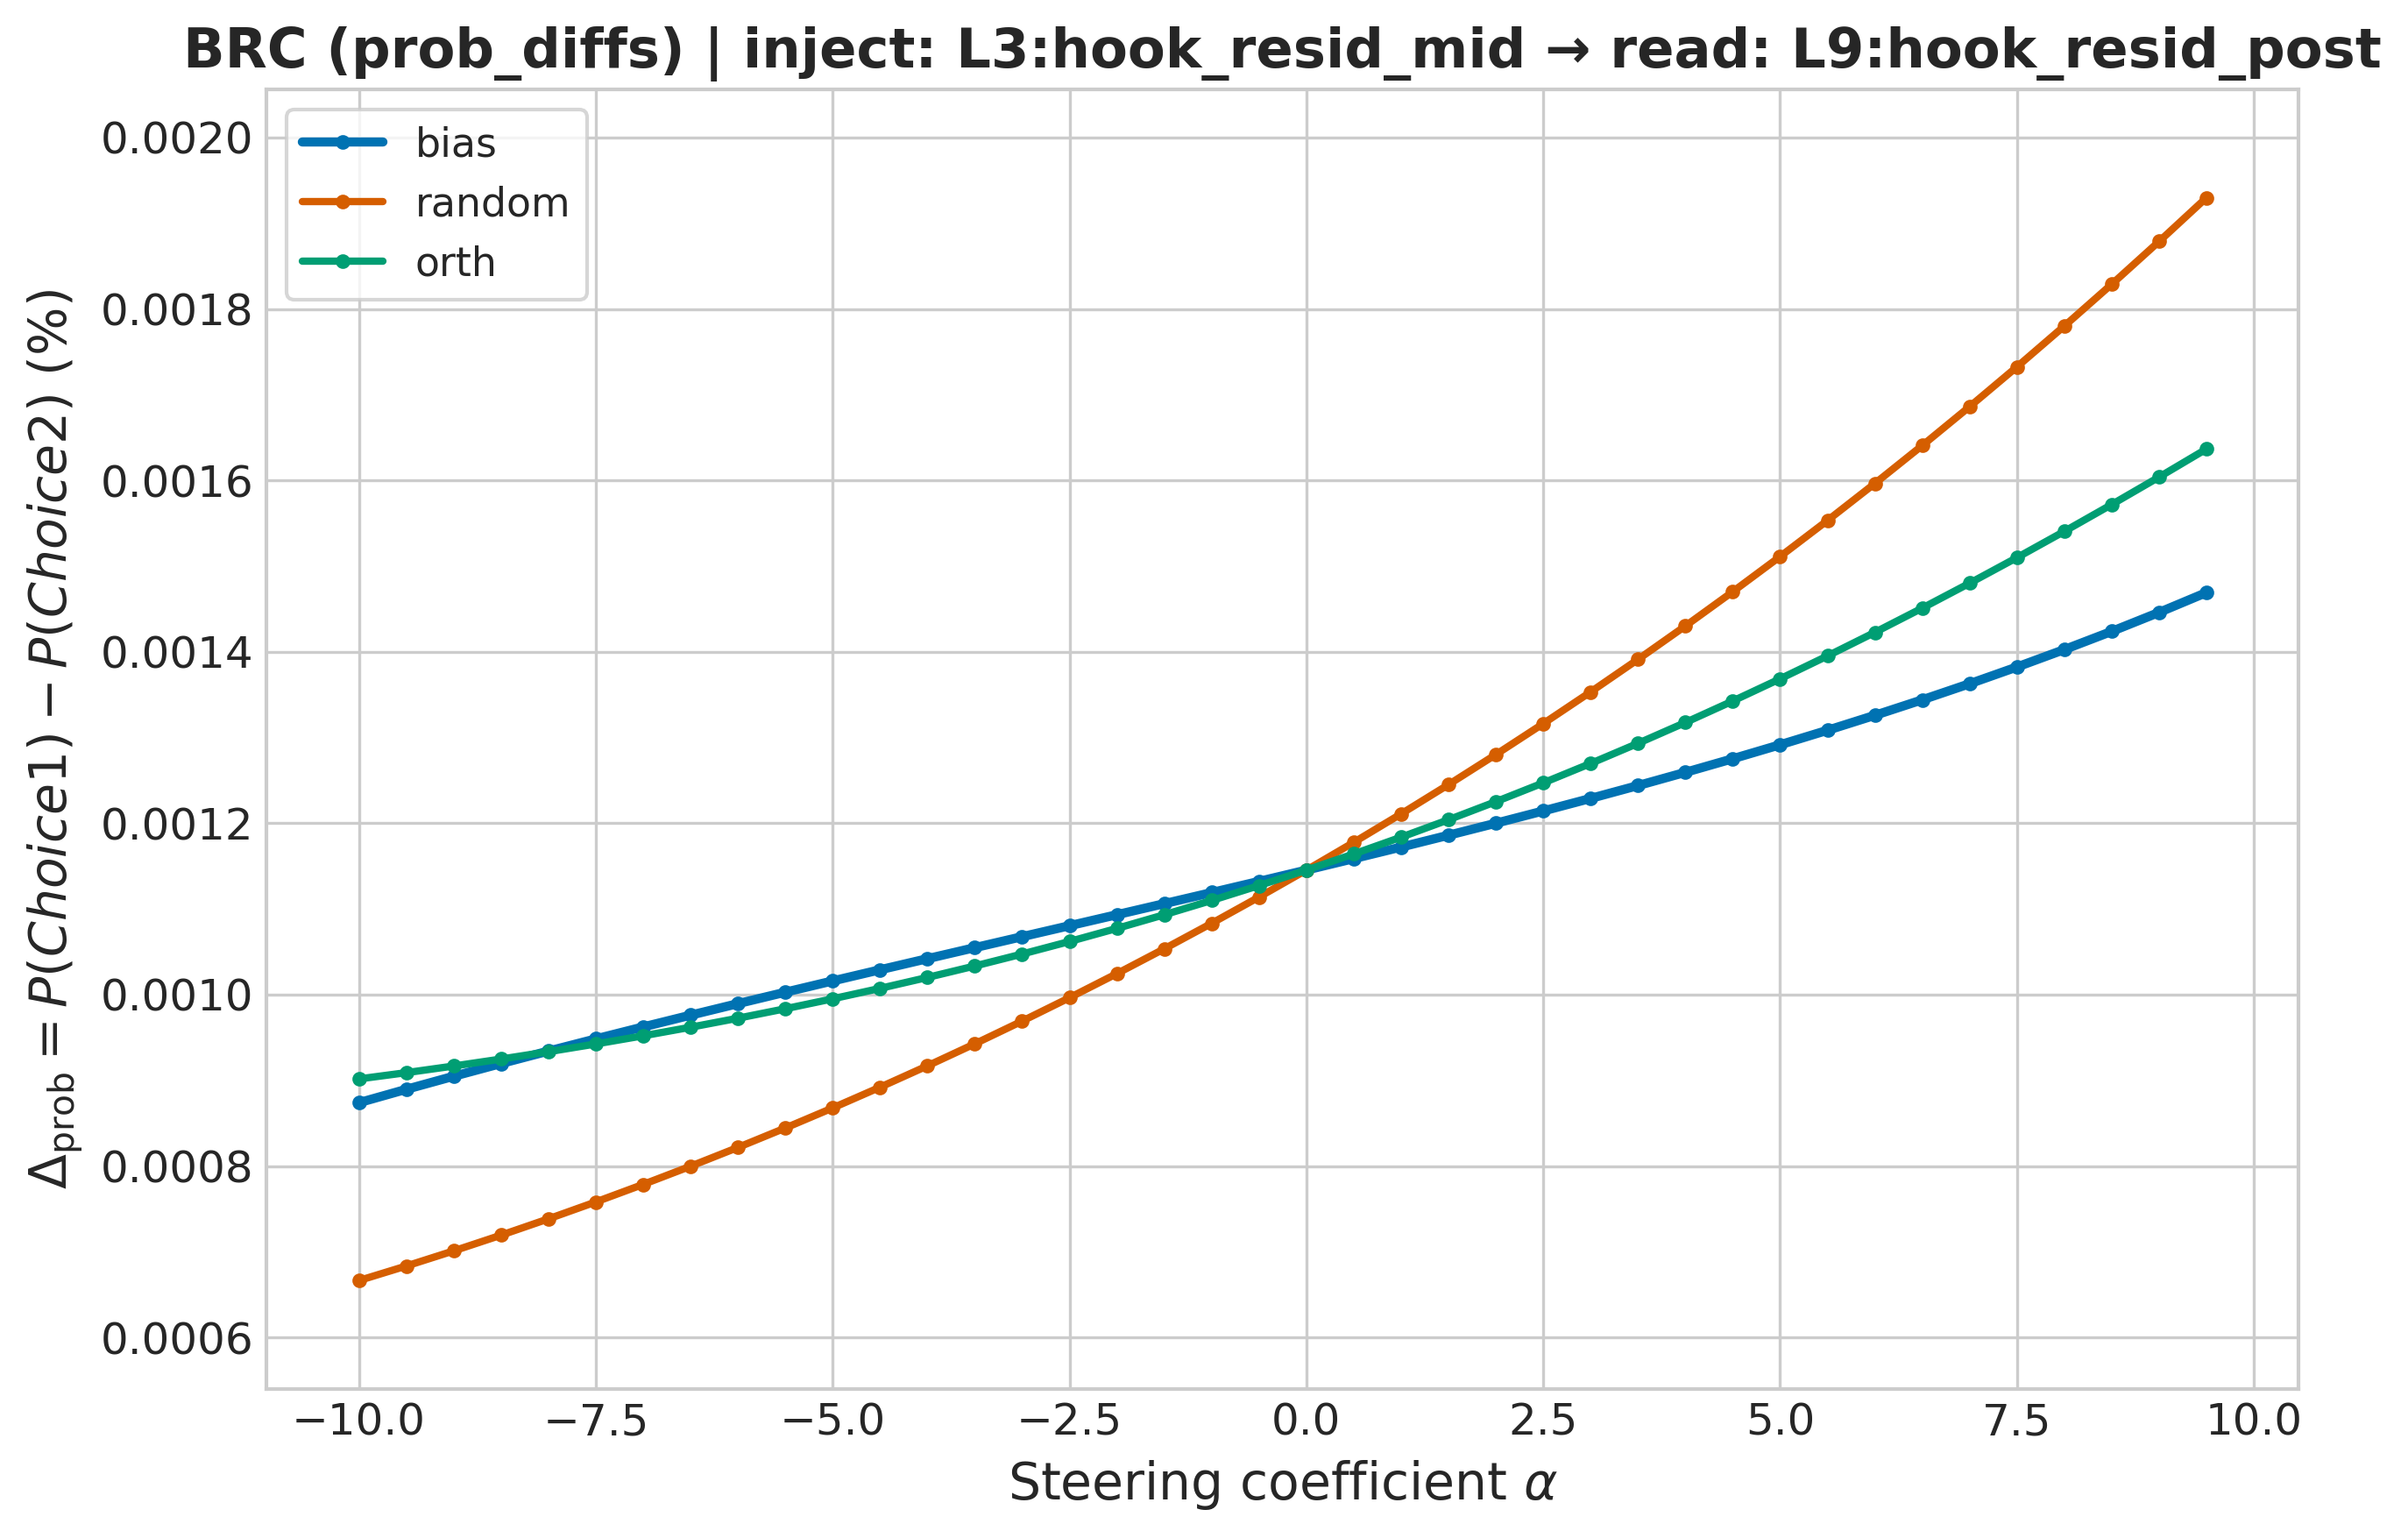 BRC (prob_diffs) | inject: L3:hook_resid_mid → read: L9:hook_resid_post
bias
random
orth
Δprob = P(Choice1) − P(Choice2) (%)
0.0020
0.0018
0.0016
0.0014
0.0012
0.0010
0.0008
0.0006
−10.0 −7.5 −5.0 −2.5 0.0 2.5 5.0 7.5 10.0
Steering coefficient α